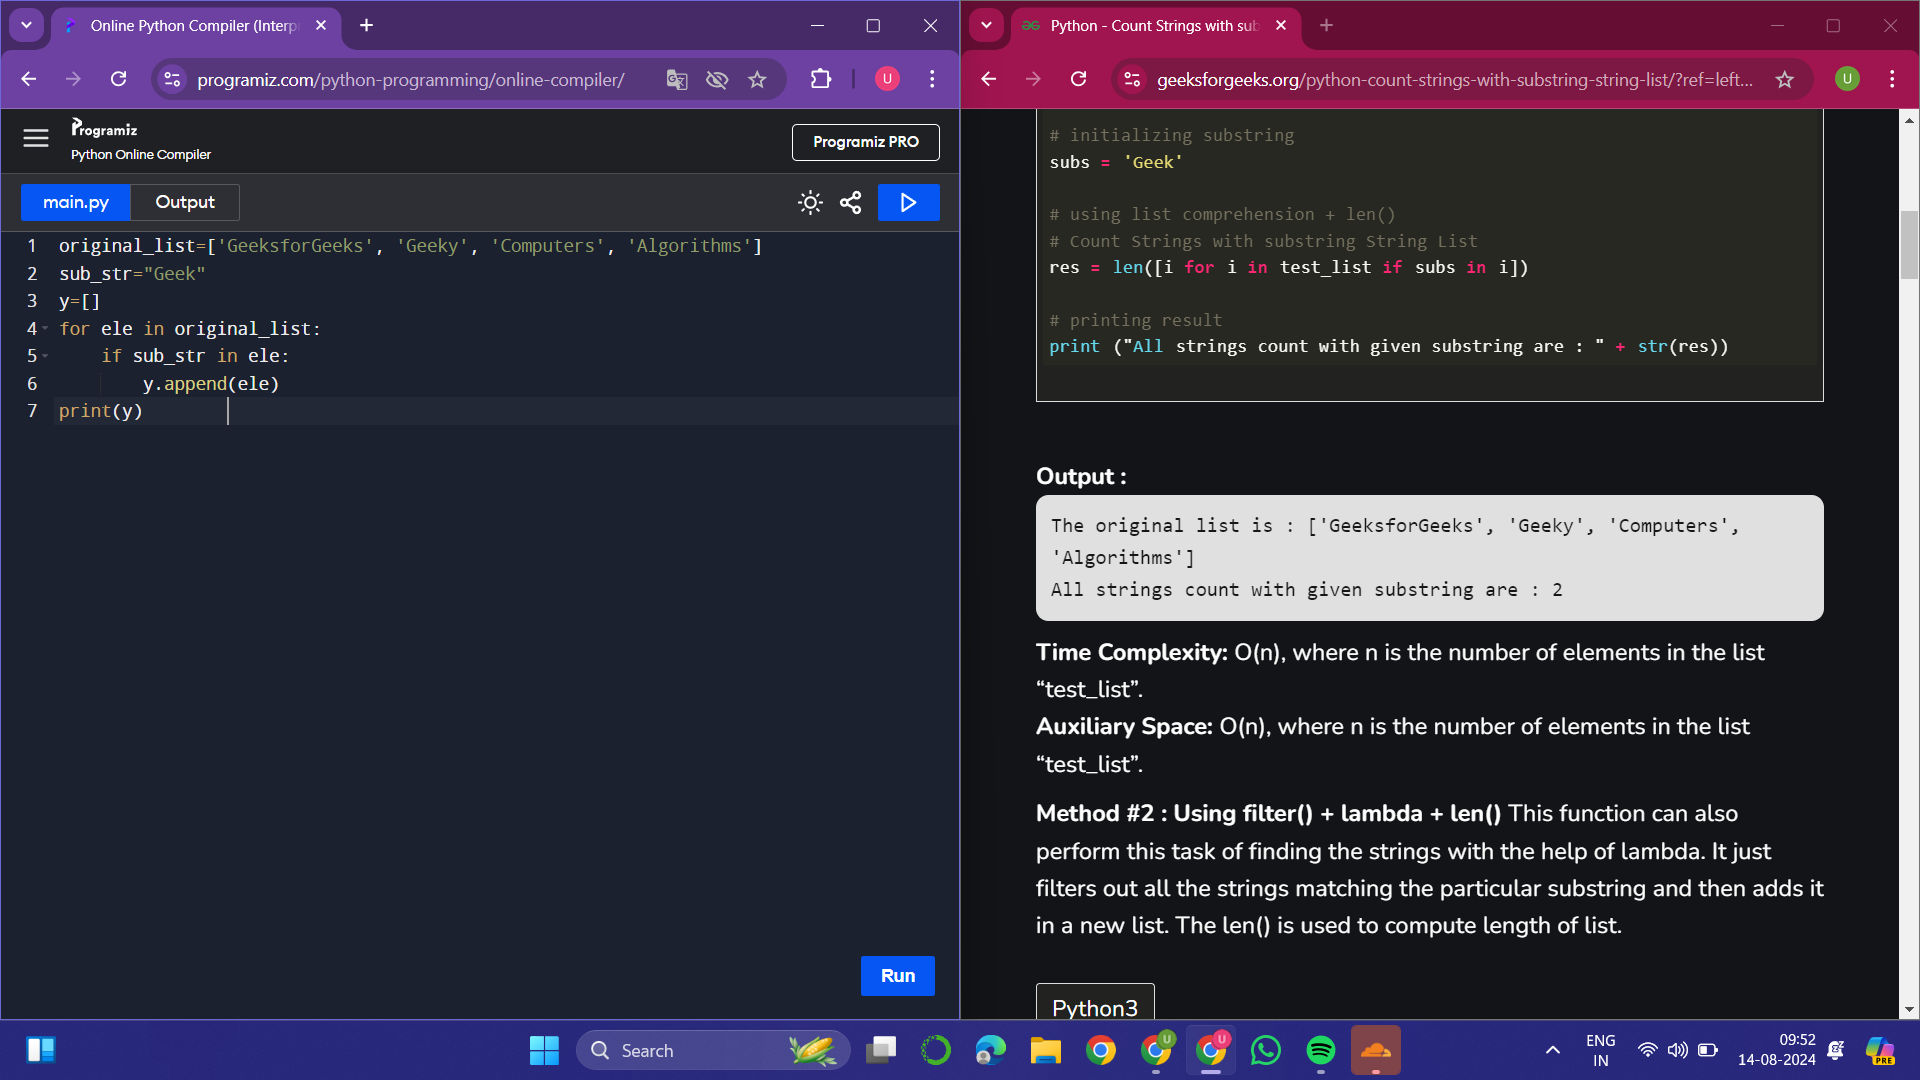 Online Python Compiler (Interp
programiz.com/python-programming/online-compiler/
U
Programiz
Python Online Compiler
Programiz PRO
main.py
Output
1 original_list=['GeeksforGeeks', 'Geeky', 'Computers', 'Algorithms']
2 sub_str="Geek"
3 y=[]
4 for ele in original_list:
5 if sub_str in ele:
6 y.append(ele)
7 print(y)
Run
Python - Count Strings with sub
geeksforgeeks.org/python-count-strings-with-substring-string-list/?ref=left...
U
# initializing substring
subs = 'Geek'
# using list comprehension + len()
# Count Strings with substring String List
res = len([i for i in test_list if subs in i])
# printing result
print ("All strings count with given substring are : " + str(res))
Output :
The original list is : ['GeeksforGeeks', 'Geeky', 'Computers',
'Algorithms']
All strings count with given substring are : 2
Time Complexity: O(n), where n is the number of elements in the list
“test_list”.
Auxiliary Space: O(n), where n is the number of elements in the list
“test_list”.
Method #2 : Using filter() + lambda + len() This function can also
perform this task of finding the strings with the help of lambda. It just
filters out all the strings matching the particular substring and then adds it
in a new list. The len() is used to compute length of list.
Python3
Search
U
U
ENG
IN
09:52
14-08-2024
PRE